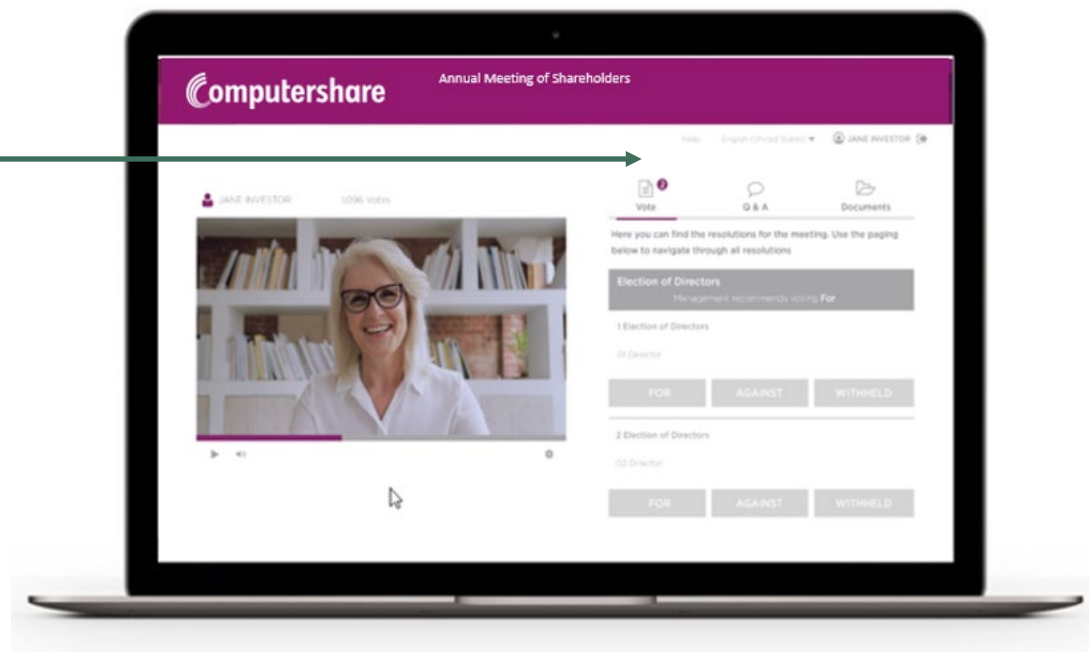 Computershare
Annual Meeting of Shareholders
Help English (United States) JANE INVESTOR
JANE INVESTOR 1,096 Votes
2
Vote Q & A Documents
Here you can find the resolutions for the meeting. Use the paging
below to navigate through all resolutions
Election of Directors
Management recommends voting For
1 Election of Directors
01 Director
FOR AGAINST WITHHELD
2 Election of Directors
02 Director
FOR AGAINST WITHHELD